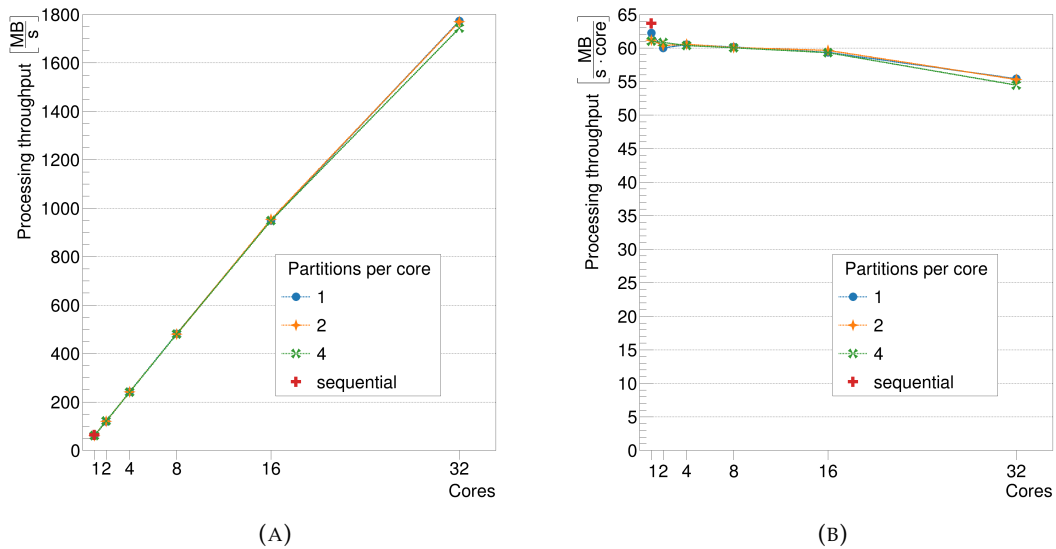 Processing throughput [MB/s]
1800
1600
1400
1200
1000
800
600
400
200
0
1 2 4 8 16 32
Cores
Partitions per core
1
2
4
sequential
(A)
Processing throughput [MB/s · core]
65
60
55
50
45
40
35
30
25
20
15
10
5
0
1 2 4 8 16 32
Cores
Partitions per core
1
2
4
sequential
(B)